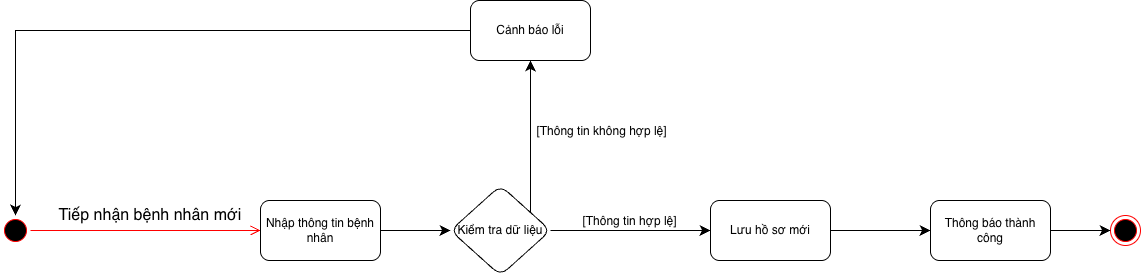 Cảnh báo lỗi
[Thông tin không hợp lệ]
Tiếp nhận bệnh nhân mới
Nhập thông tin bệnh
nhân
Kiểm tra dữ liệu
[Thông tin hợp lệ]
Lưu hồ sơ mới
Thông báo thành
công